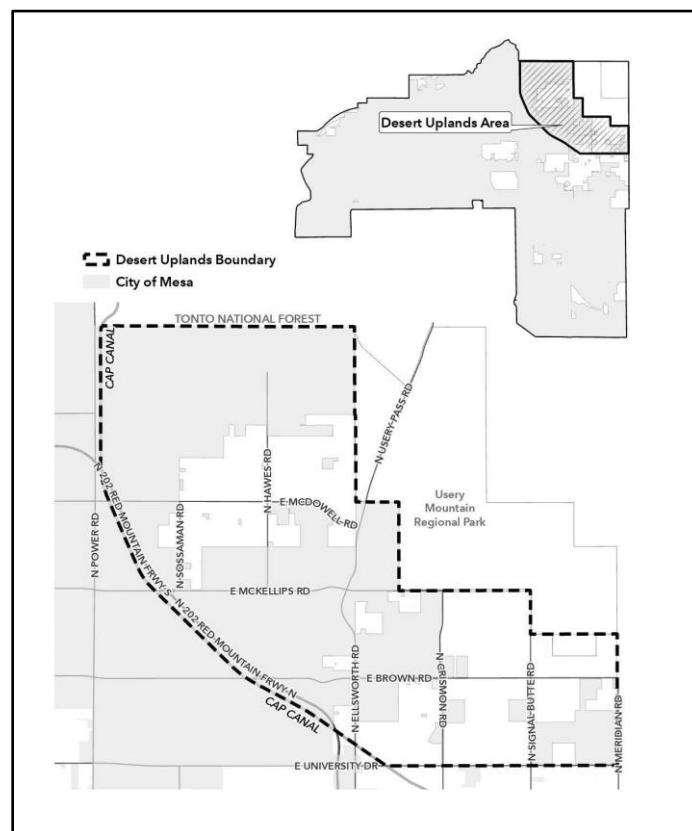 Desert Uplands Area
Desert Uplands Boundary
City of Mesa
TONTO NATIONAL FOREST
CAP CANAL
N USERY PASS RD
N HAWES RD
Usery
Mountain
Regional Park
E MCDOWELL RD
N POWER RD
N SOSSAMAN RD
N 202 RED MOUNTAIN FRWY S
N 202 RED MOUNTAIN FRWY N
E MCKELLIPS RD
N ELLSWORTH RD
N CRISMON RD
E BROWN RD
N SIGNAL BUTTE RD
N MERIDIAN RD
CAP CANAL
E UNIVERSITY DR